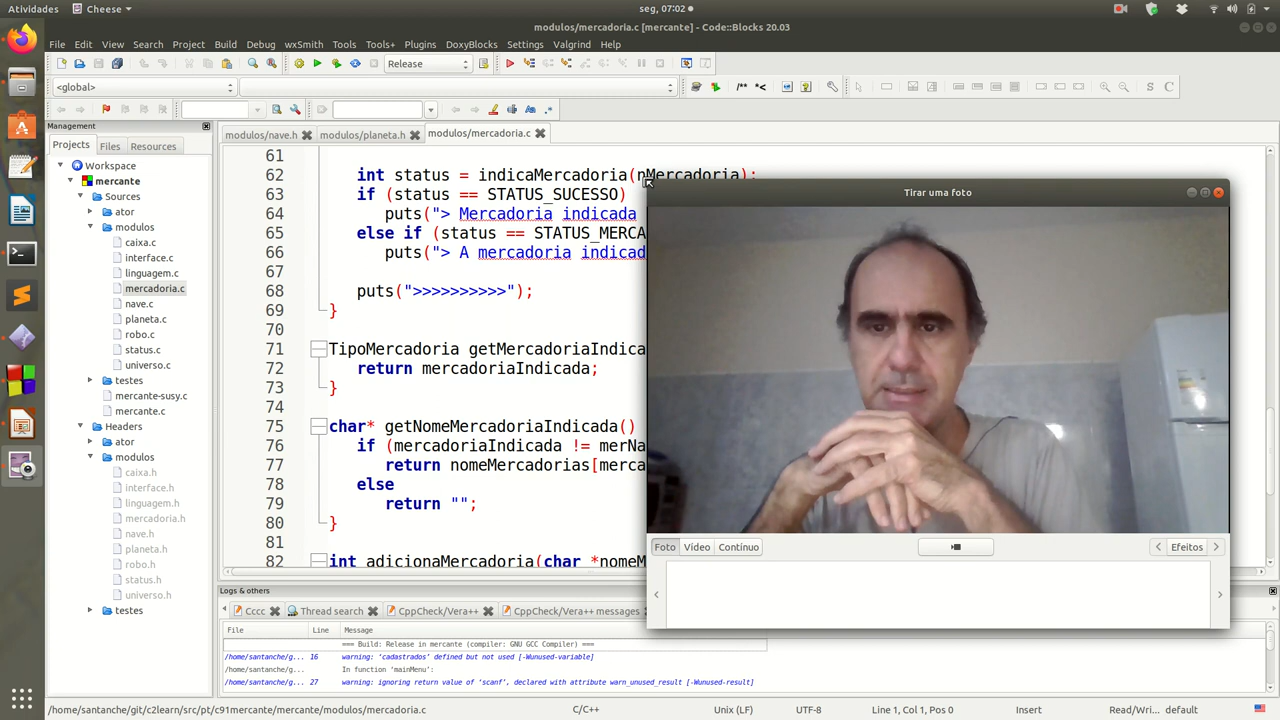 Atividades
Cheese
seg, 07:02
modulos/mercadoria.c [mercante] - Code::Blocks 20.03
File Edit View Search Project Build Debug wxSmith Tools Tools+ Plugins DoxyBlocks Settings Valgrind Help
Release
<global>
/** *<
S C
Management
Projects Files Resources
modulos/nave.h modulos/planeta.h modulos/mercadoria.c
Workspace
mercante
Sources
ator
modulos
caixa.c
interface.c
linguagem.c
mercadoria.c
nave.c
planeta.c
robo.c
status.c
universo.c
testes
mercante-susy.c
mercante.c
Headers
ator
modulos
caixa.h
interface.h
linguagem.h
mercadoria.h
nave.h
planeta.h
robo.h
status.h
universo.h
testes
61
62 int status = indicaMercadoria(nMercadoria);
63 if (status == STATUS_SUCESSO)
64 puts("> Mercadoria indicada
65 else if (status == STATUS_MERCA
66 puts("> A mercadoria indicad
67
68 puts(">>>>>>>>>>");
69 }
70
71 TipoMercadoria getMercadoriaIndica
72 return mercadoriaIndicada;
73 }
74
75 char* getNomeMercadoriaIndicada()
76 if (mercadoriaIndicada != merNa
77 return nomeMercadorias[merca
78 else
79 return "";
80 }
81
82 int adicionaMercadoria(char *nomeM
Tirar uma foto
Foto Vídeo Contínuo
Efeitos
Logs & others
Cccc Thread search CppCheck/Vera++ CppCheck/Vera++ messages
File Line Message
=== Build: Release in mercante (compiler: GNU GCC Compiler) ===
/home/santanche/g... 16 warning: ‘cadastrados’ defined but not used [-Wunused-variable]
/home/santanche/g... In function ‘mainMenu’:
/home/santanche/g... 27 warning: ignoring return value of ‘scanf’, declared with attribute warn_unused_result [-Wunused-result]
/home/santanche/git/c2learn/src/pt/c91mercante/mercante/modulos/mercadoria.c C/C++ Unix (LF) UTF-8 Line 1, Col 1, Pos 0 Insert Read/Wri... default